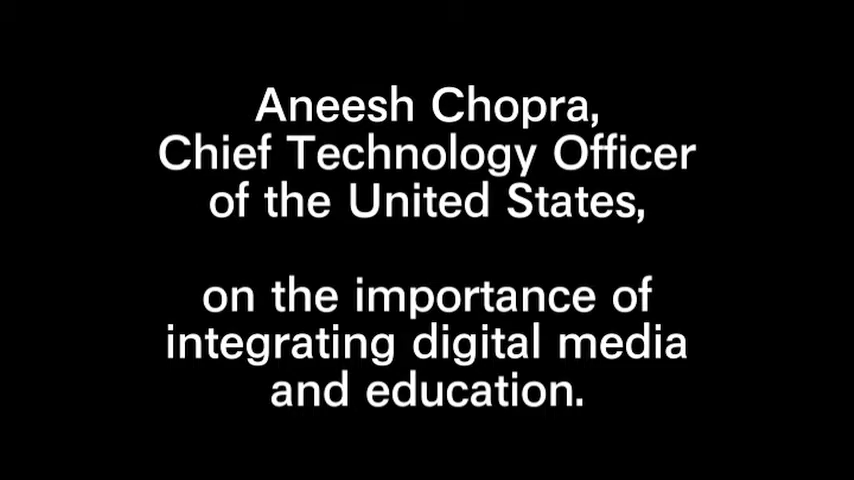 Aneesh Chopra,
Chief Technology Officer
of the United States,
on the importance of
integrating digital media
and education.